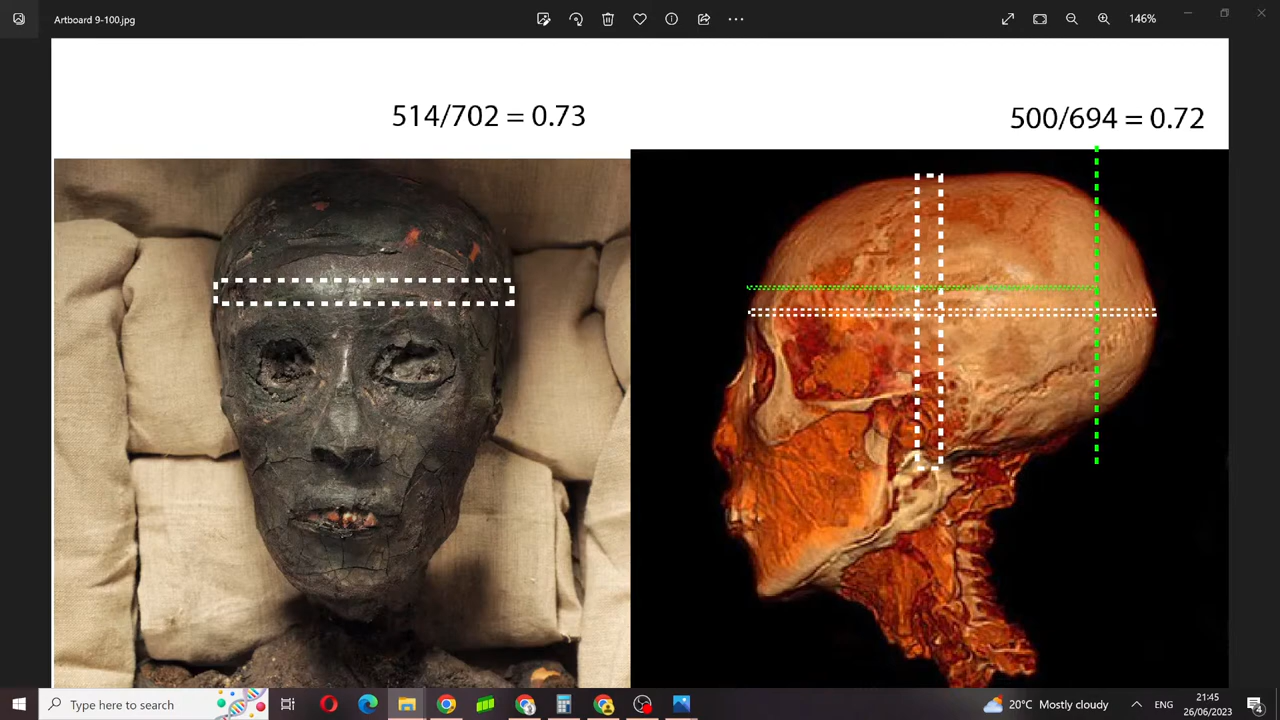 Artboard 9-100.jpg
146%
514/702 = 0.73
500/694 = 0.72
Type here to search
20°C Mostly cloudy
ENG
21:45
26/06/2023